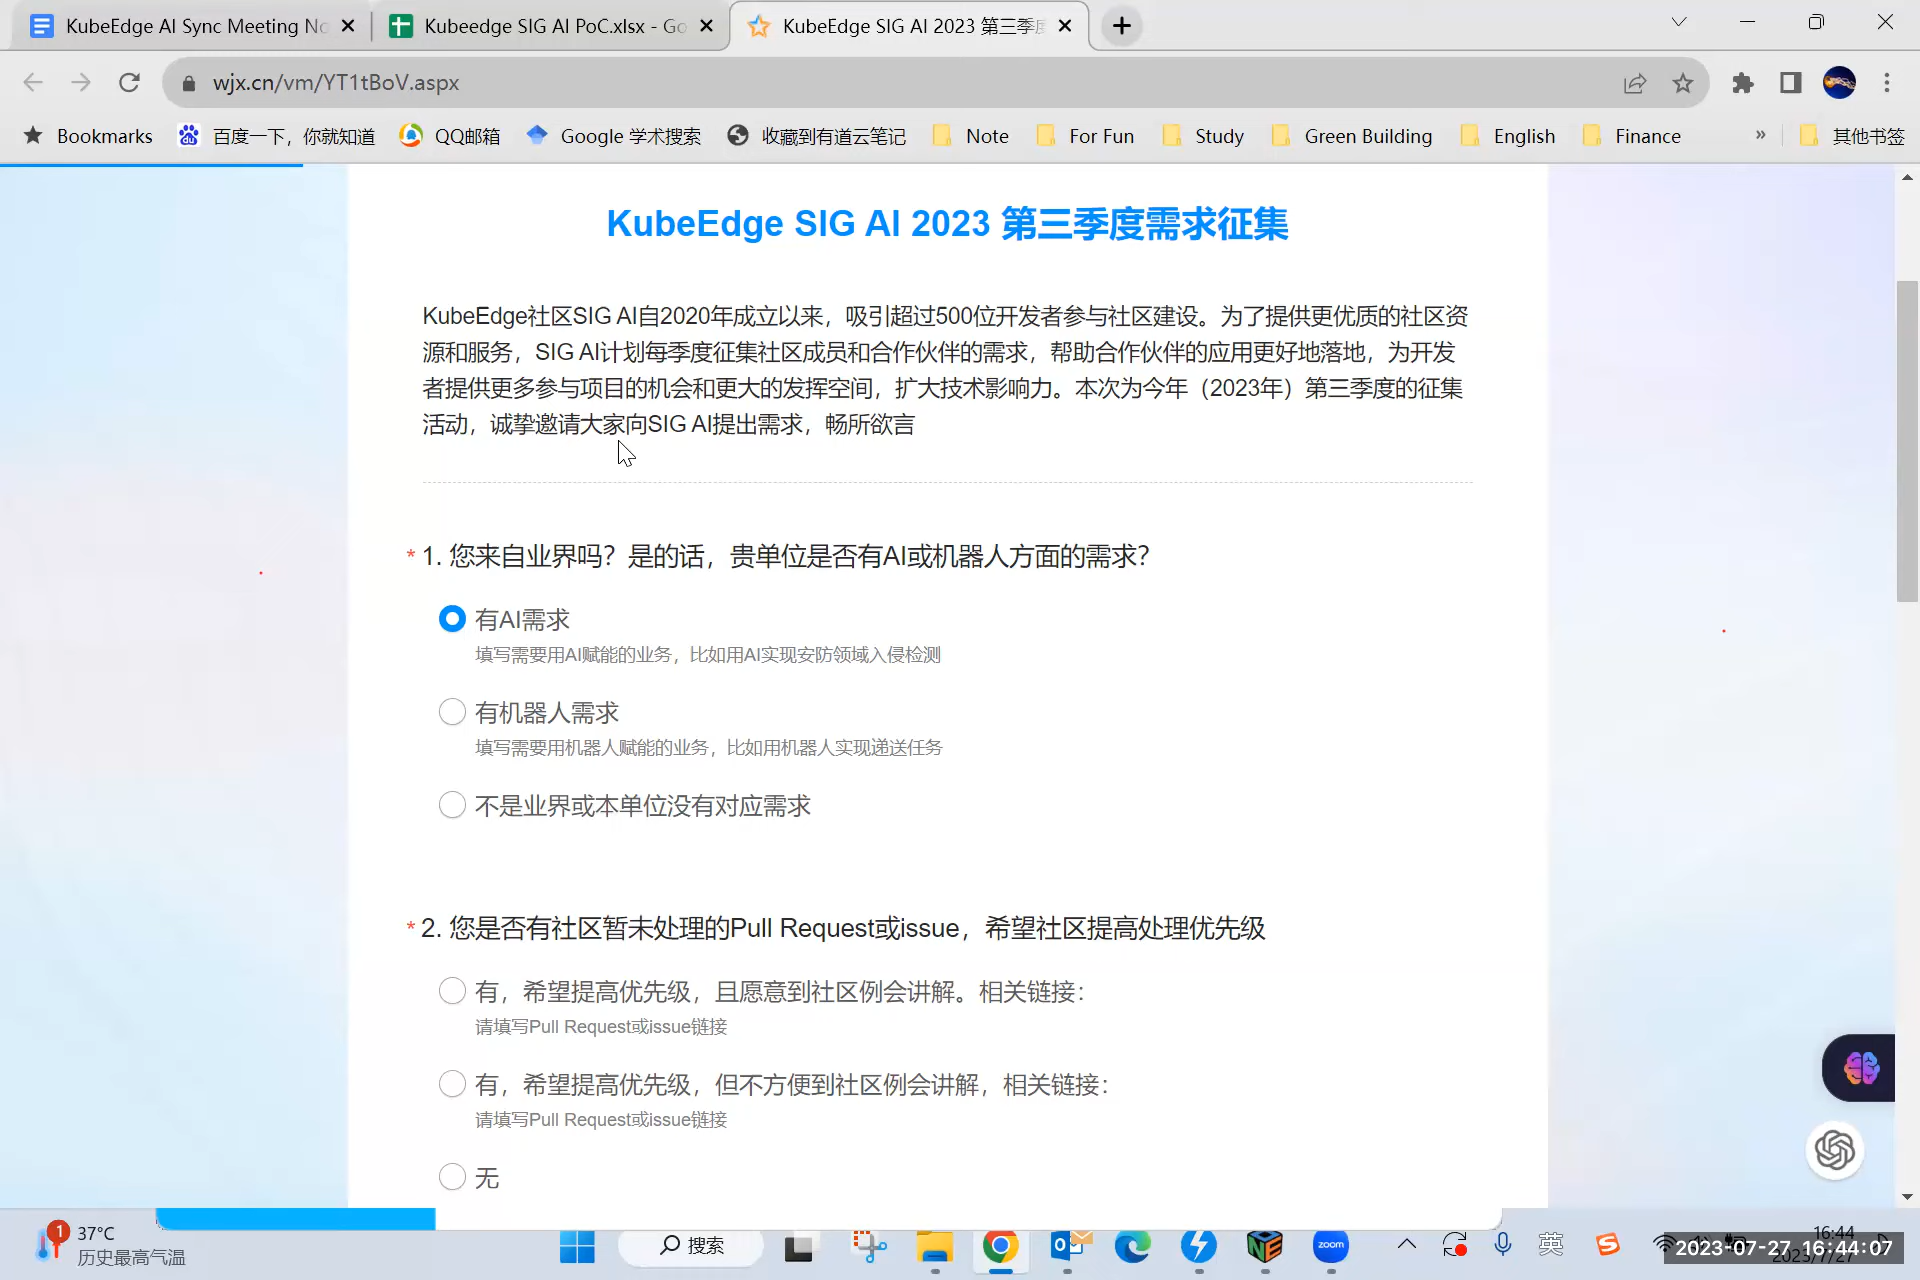 KubeEdge AI Sync Meeting No
Kubeedge SIG AI PoC.xlsx - Go
KubeEdge SIG AI 2023 第三季度
wjx.cn/vm/YT1tBoV.aspx
Bookmarks
百度一下，你就知道
QQ邮箱
Google 学术搜索
收藏到有道云笔记
Note
For Fun
Study
Green Building
English
Finance
»
其他书签
KubeEdge SIG AI 2023 第三季度需求征集
KubeEdge社区SIG AI自2020年成立以来，吸引超过500位开发者参与社区建设。为了提供更优质的社区资
源和服务，SIG AI计划每季度征集社区成员和合作伙伴的需求，帮助合作伙伴的应用更好地落地，为开发
者提供更多参与项目的机会和更大的发挥空间，扩大技术影响力。本次为今年（2023年）第三季度的征集
活动，诚挚邀请大家向SIG AI提出需求，畅所欲言
* 1. 您来自业界吗？是的话，贵单位是否有AI或机器人方面的需求？
有AI需求
填写需要用AI赋能的业务，比如用AI实现安防领域入侵检测
有机器人需求
填写需要用机器人赋能的业务，比如用机器人实现递送任务
不是业界或本单位没有对应需求
* 2. 您是否有社区暂未处理的Pull Request或issue，希望社区提高处理优先级
有，希望提高优先级，且愿意到社区例会讲解。相关链接：
请填写Pull Request或issue链接
有，希望提高优先级，但不方便到社区例会讲解，相关链接：
请填写Pull Request或issue链接
无
1
37°C
历史最高气温
搜索
zoom
英
16:44
2023/7/27
2023-07-27 16:44:07